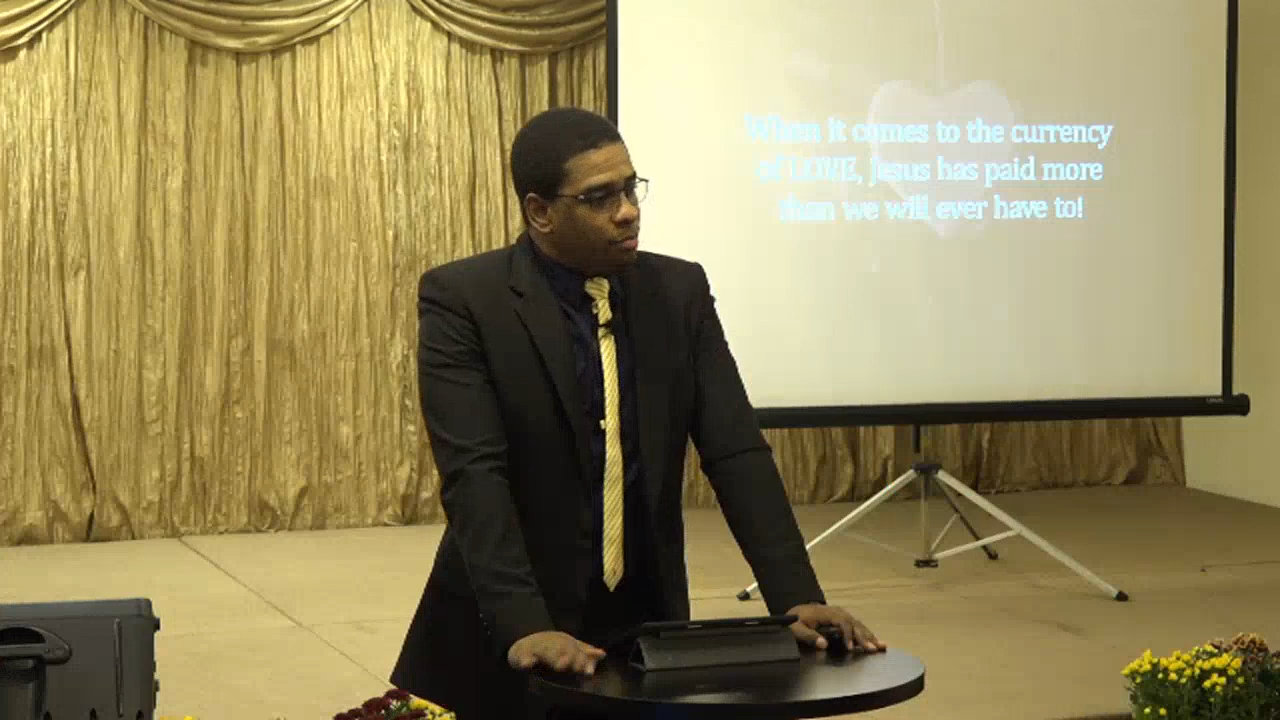 When it comes to the currency
of LOVE, Jesus has paid more
than we will ever have to!